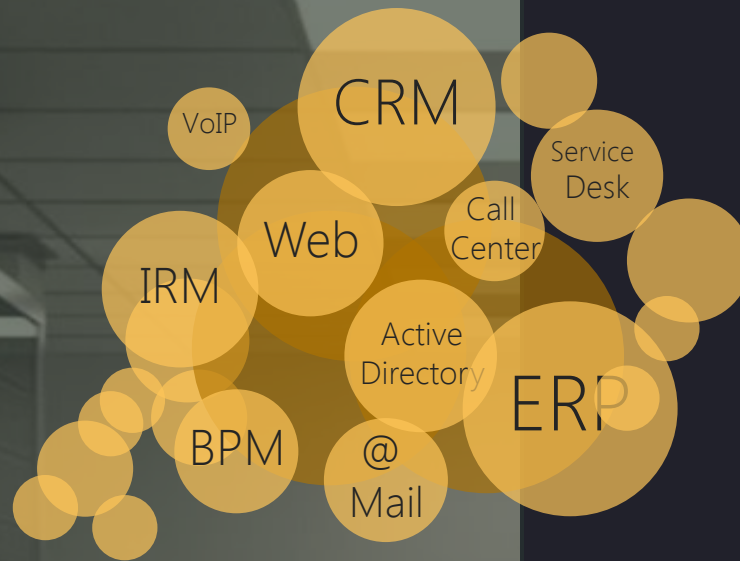 CRM
VoIP
Service
Desk
Call
Center
Web
IRM
Active
Directory
ERP
BPM
@
Mail